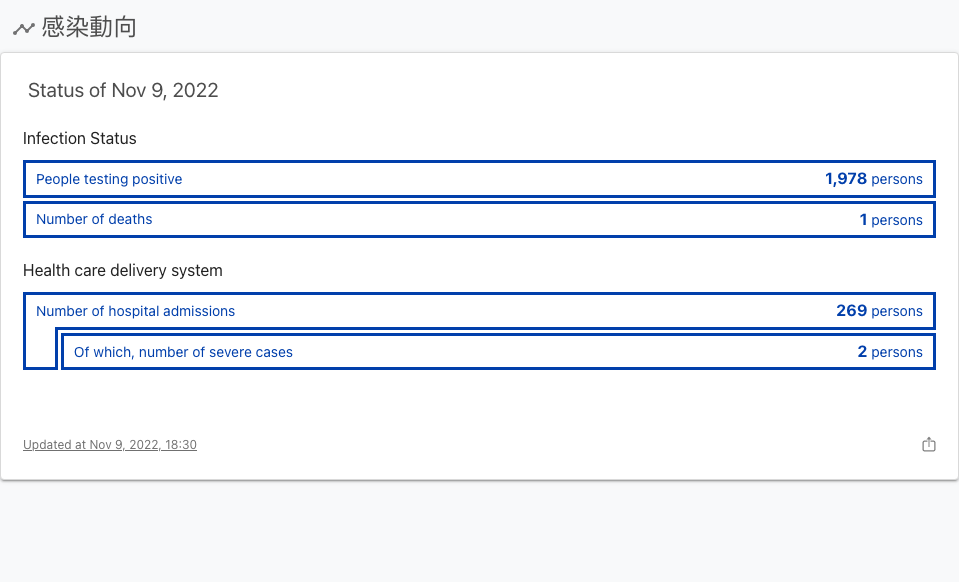 感染動向
Status of Nov 9, 2022
Infection Status
People testing positive 1,978 persons
Number of deaths 1 persons
Health care delivery system
Number of hospital admissions 269 persons
Of which, number of severe cases 2 persons
Updated at Nov 9, 2022, 18:30